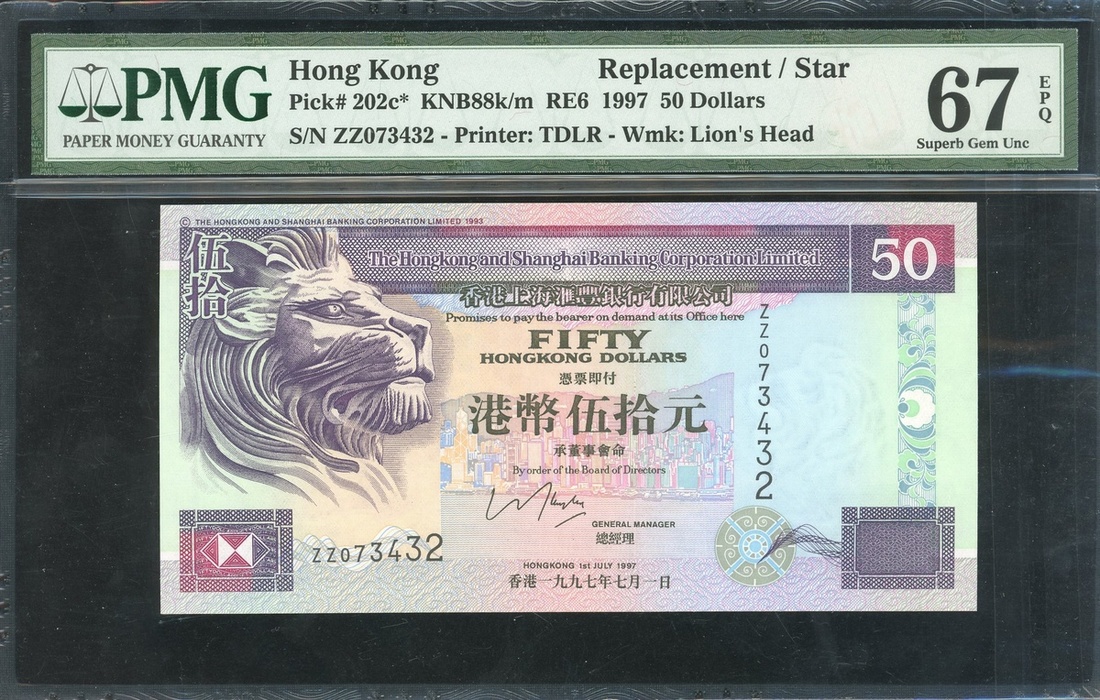 PMG
PAPER MONEY GUARANTY
Hong Kong Replacement / Star
Pick# 202c* KNB88k/m RE6 1997 50 Dollars
S/N ZZ073432 - Printer: TDLR - Wmk: Lion's Head
67
EPQ
Superb Gem Unc
© THE HONGKONG AND SHANGHAI BANKING CORPORATION LIMITED 1993
伍拾
The Hongkong and Shanghai Banking Corporation Limited
50
香港上海滙豐銀行有限公司
Promises to pay the bearer on demand at its Office here
FIFTY
HONGKONG DOLLARS
憑票即付
港幣伍拾元
承董事會命
By order of the Board of Directors
GENERAL MANAGER
總經理
ZZ073432
ZZ073432
HONGKONG 1st JULY 1997
香港一九九七年七月一日